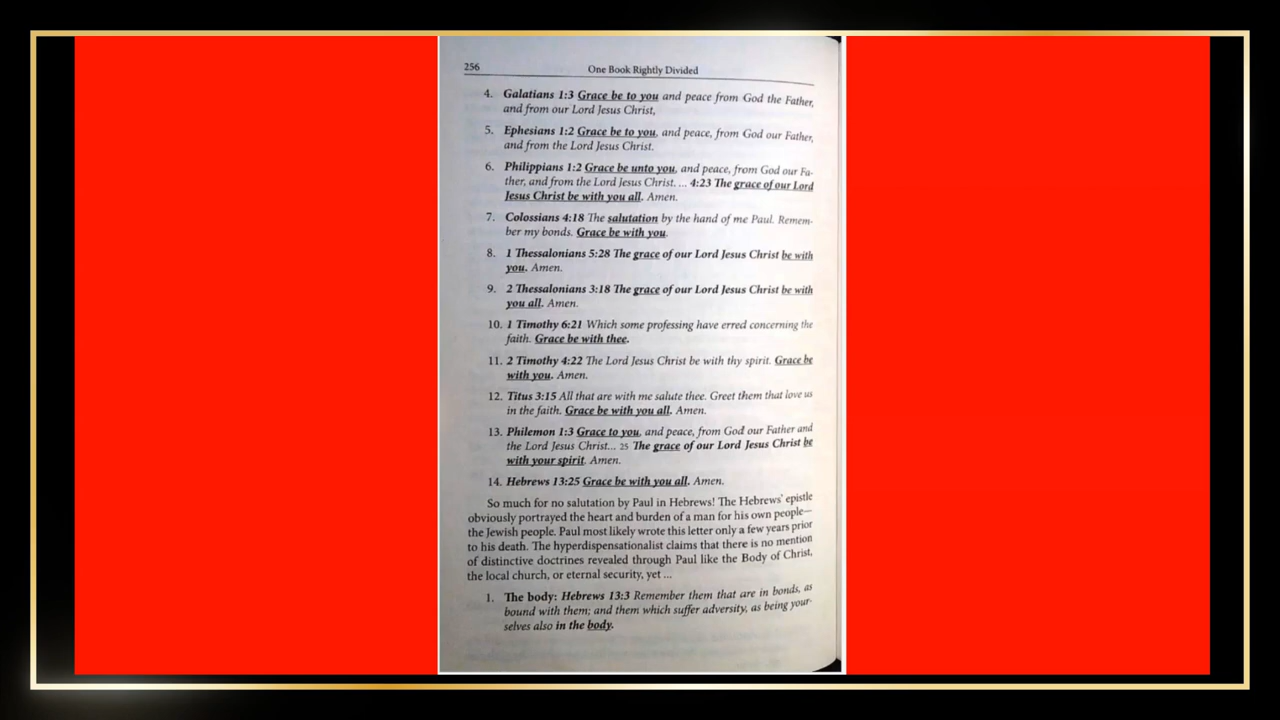 256 One Book Rightly Divided
4. Galatians 1:3 Grace be to you and peace from God the Father,
and from our Lord Jesus Christ,
5. Ephesians 1:2 Grace be to you, and peace, from God our Father,
and from the Lord Jesus Christ.
6. Philippians 1:2 Grace be unto you, and peace, from God our Fa-
ther, and from the Lord Jesus Christ. ... 4:23 The grace of our Lord
Jesus Christ be with you all. Amen.
7. Colossians 4:18 The salutation by the hand of me Paul. Remem-
ber my bonds. Grace be with you.
8. 1 Thessalonians 5:28 The grace of our Lord Jesus Christ be with
you. Amen.
9. 2 Thessalonians 3:18 The grace of our Lord Jesus Christ be with
you all. Amen.
10. 1 Timothy 6:21 Which some professing have erred concerning the
faith. Grace be with thee.
11. 2 Timothy 4:22 The Lord Jesus Christ be with thy spirit. Grace be
with you. Amen.
12. Titus 3:15 All that are with me salute thee. Greet them that love us
in the faith. Grace be with you all. Amen.
13. Philemon 1:3 Grace to you, and peace, from God our Father and
the Lord Jesus Christ... 25 The grace of our Lord Jesus Christ be
with your spirit. Amen.
14. Hebrews 13:25 Grace be with you all. Amen.
So much for no salutation by Paul in Hebrews! The Hebrews' epistle
obviously portrayed the heart and burden of a man for his own people—
the Jewish people. Paul most likely wrote this letter only a few years prior
to his death. The hyperdispensationalist claims that there is no mention
of distinctive doctrines revealed through Paul like the Body of Christ,
the local church, or eternal security, yet ...
1. The body: Hebrews 13:3 Remember them that are in bonds, as
bound with them; and them which suffer adversity, as being your-
selves also in the body.